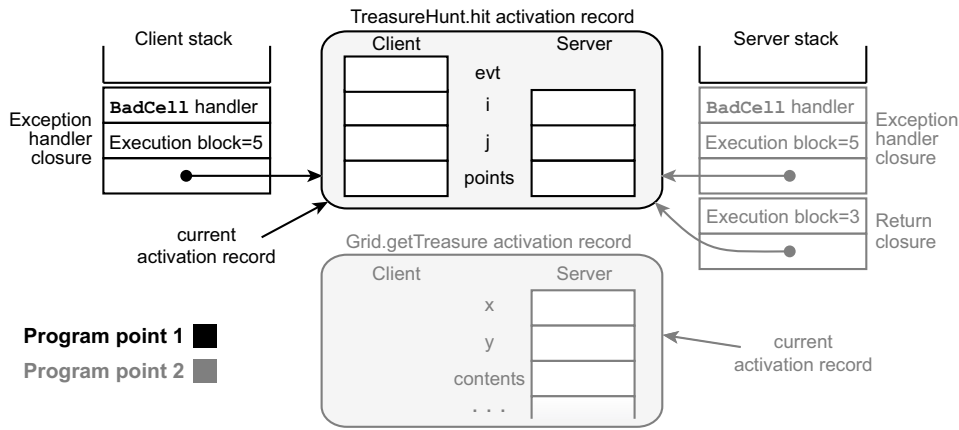 TreasureHunt.hit activation record
Client stack
Client
Server
Server stack
evt
BadCell handler
i
BadCell handler
Exception
handler
closure
Execution block=5
j
Execution block=5
Exception
handler
closure
points
Execution block=3
Return
closure
current
activation record
Grid.getTreasure activation record
Client
Server
x
y
contents
. . .
current
activation record
Program point 1
Program point 2